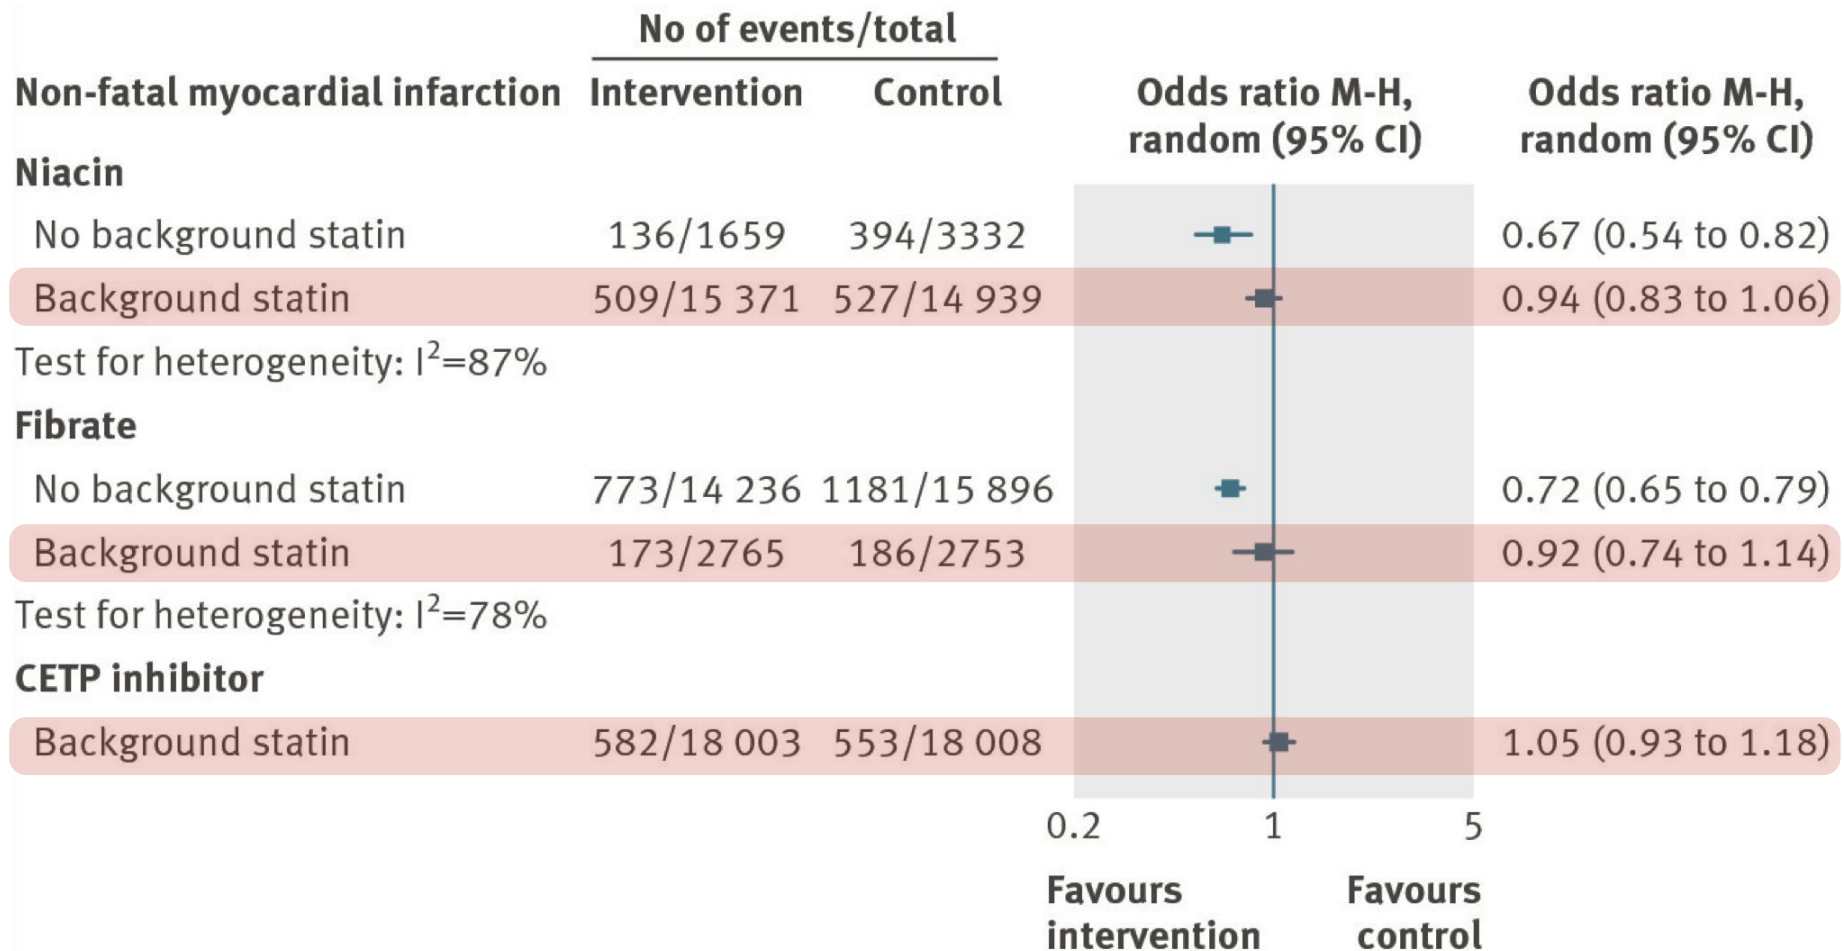 No of events/total
Non-fatal myocardial infarction Intervention Control Odds ratio M-H, random (95% CI) Odds ratio M-H, random (95% CI)
Niacin
No background statin 136/1659 394/3332 0.67 (0.54 to 0.82)
Background statin 509/15 371 527/14 939 0.94 (0.83 to 1.06)
Test for heterogeneity: I²=87%
Fibrate
No background statin 773/14 236 1181/15 896 0.72 (0.65 to 0.79)
Background statin 173/2765 186/2753 0.92 (0.74 to 1.14)
Test for heterogeneity: I²=78%
CETP inhibitor
Background statin 582/18 003 553/18 008 1.05 (0.93 to 1.18)
0.2 1 5
Favours intervention Favours control